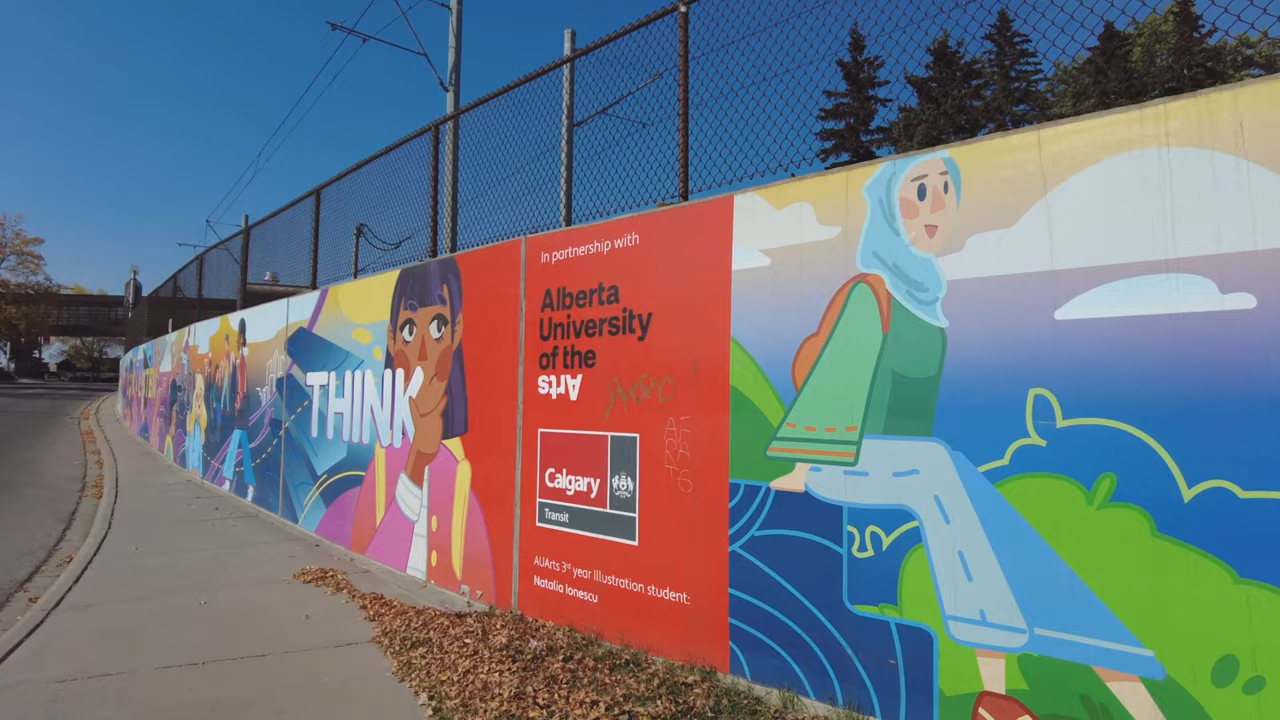 THINK
In partnership with
Alberta
University
of the
Arts
Calgary
Transit
AUArts 3rd year Illustration student:
Natalia Ionescu